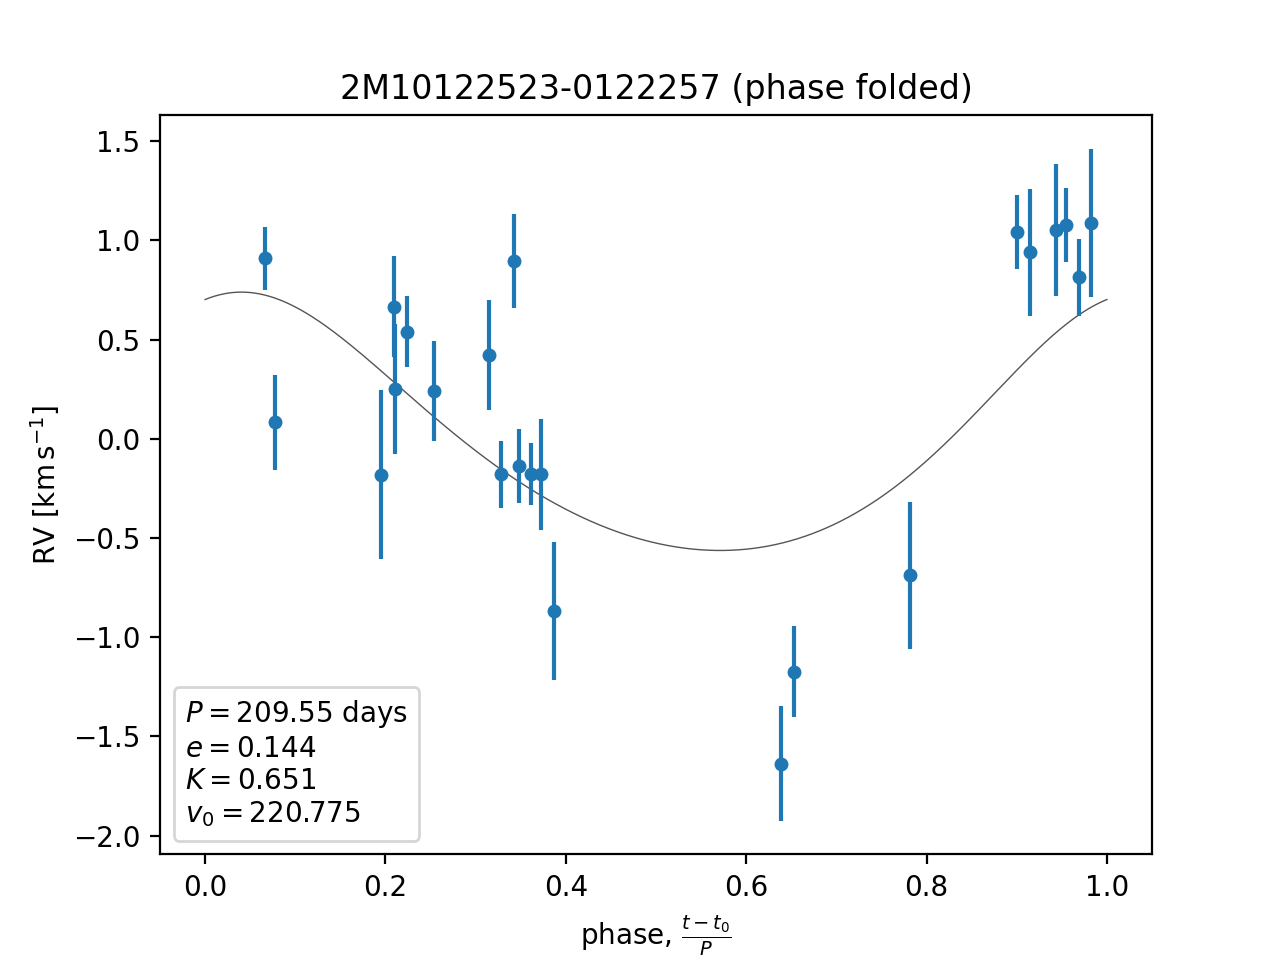 2M10122523-0122257 (phase folded)
RV [km s⁻¹]
1.5
1.0
0.5
0.0
−0.5
−1.0
−1.5
−2.0
P = 209.55 days
e = 0.144
K = 0.651
v₀ = 220.775
0.0 0.2 0.4 0.6 0.8 1.0
phase, (t − t₀)/P